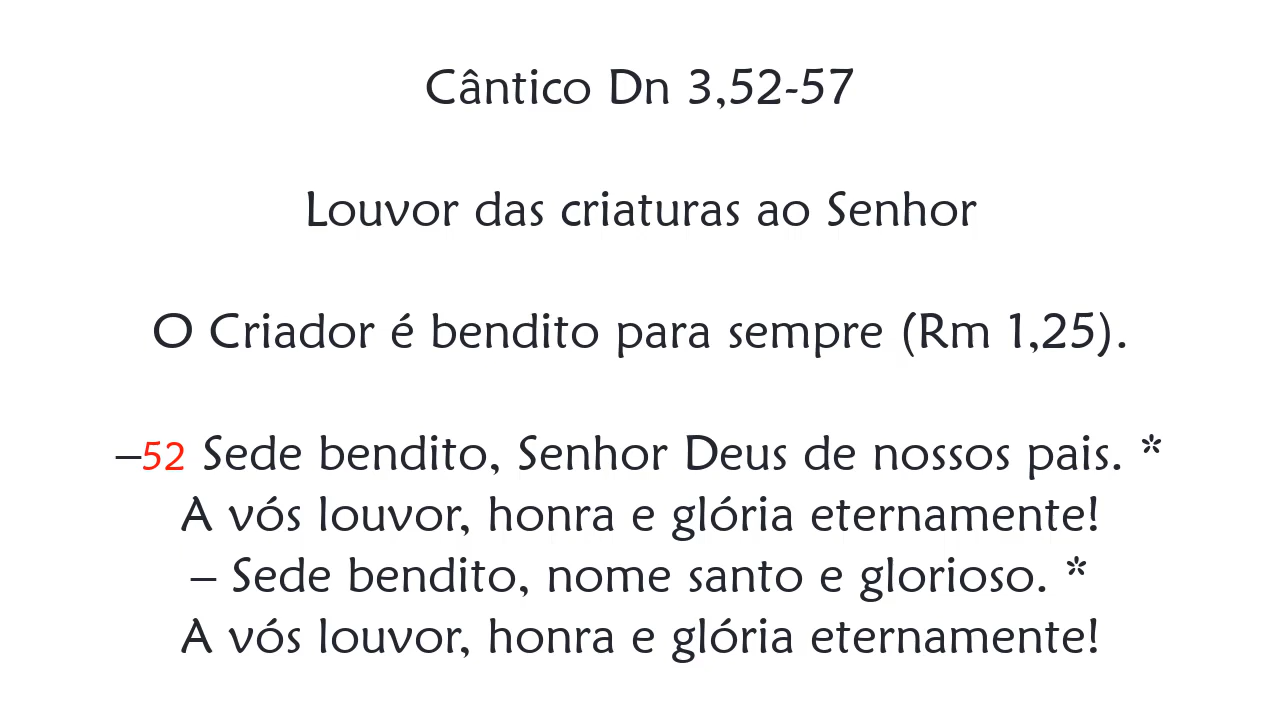 Cântico Dn 3,52-57
Louvor das criaturas ao Senhor
O Criador é bendito para sempre (Rm 1,25).
–52 Sede bendito, Senhor Deus de nossos pais. *
A vós louvor, honra e glória eternamente!
– Sede bendito, nome santo e glorioso. *
A vós louvor, honra e glória eternamente!